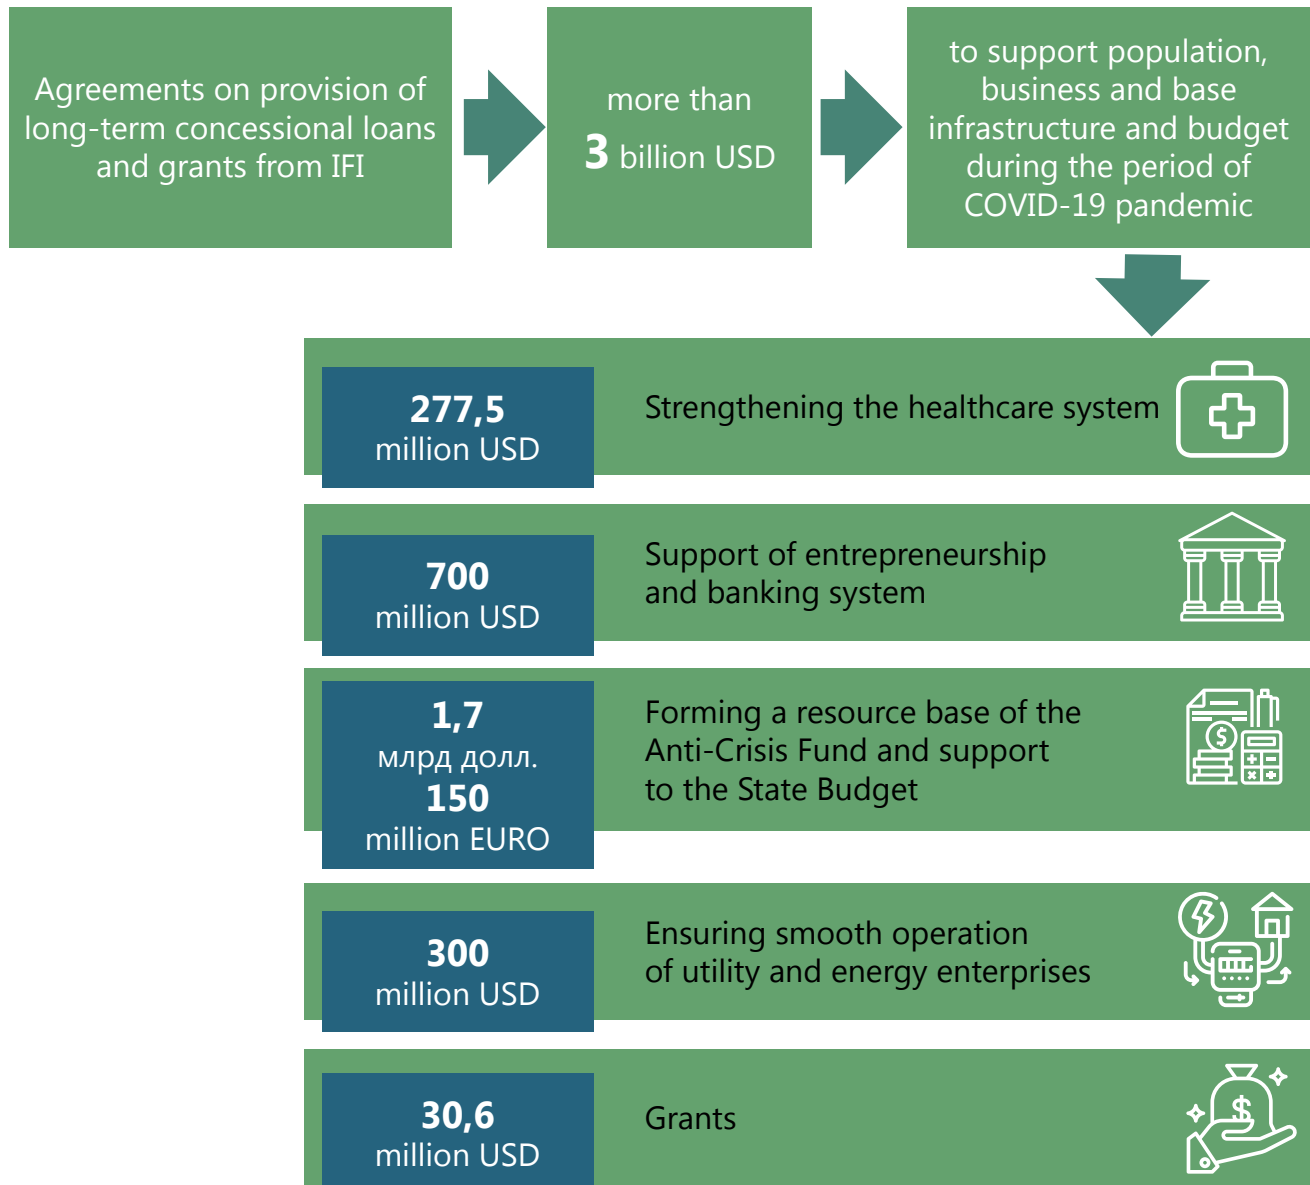 Agreements on provision of
long-term concessional loans
and grants from IFI
more than
3 billion USD
to support population,
business and base
infrastructure and budget
during the period of
COVID-19 pandemic
277,5
million USD
Strengthening the healthcare system
700
million USD
Support of entrepreneurship
and banking system
1,7
млрд долл.
150
million EURO
Forming a resource base of the
Anti-Crisis Fund and support
to the State Budget
$
300
million USD
Ensuring smooth operation
of utility and energy enterprises
30,6
million USD
Grants
$